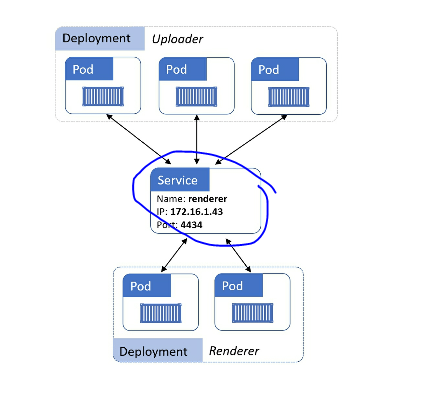 Deployment Uploader
Pod Pod Pod
Service
Name: renderer
IP: 172.16.1.43
Port: 4434
Pod Pod
Deployment Renderer